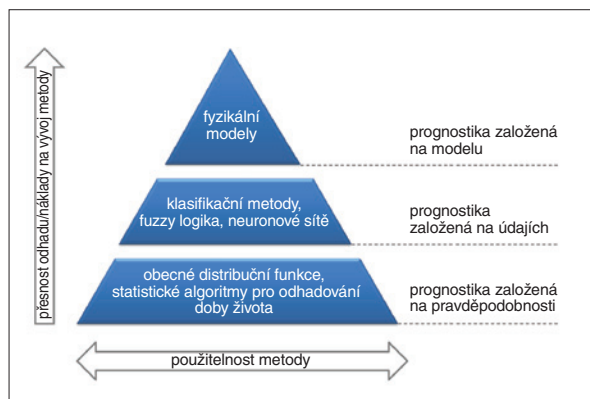 přesnost odhadu/náklady na vývoj metody
fyzikální
modely
prognostika založená
na modelu
klasifikační metody,
fuzzy logika, neuronové sítě
prognostika
založená na údajích
obecné distribuční funkce,
statistické algoritmy pro odhadování
doby života
prognostika založená
na pravděpodobnosti
použitelnost metody